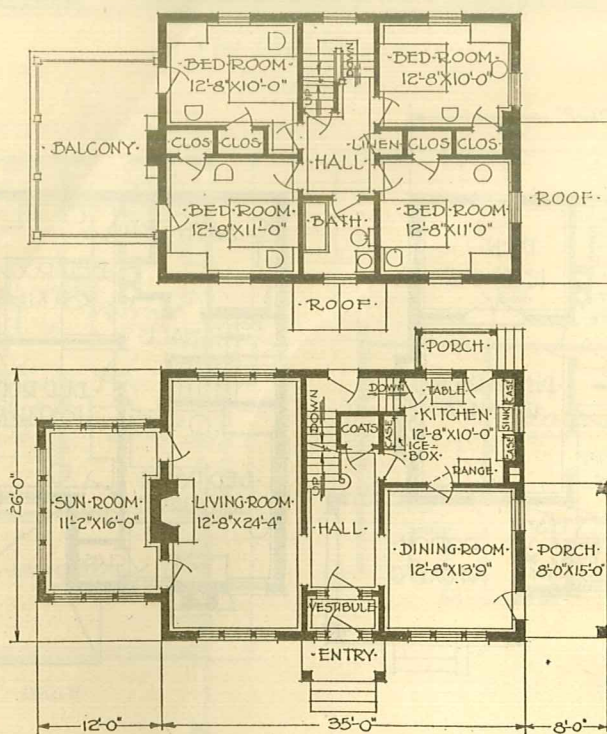 ·BED·ROOM·
12'-8"X10'-0"
UP
DOWN
·BED·ROOM·
12'-8"X10'-0"
·BALCONY·
CLOS
CLOS
·HALL·
LINEN
CLOS
CLOS
·ROOF·
·BED·ROOM·
12'-8"X11'-0"
·BATH·
·BED·ROOM·
12'-8"X11'0"
·ROOF·
·PORCH·
DOWN
TABLE
CASE
SINK
CASE
·KITCHEN·
12'-8"X10'-0"
DOWN
COATS
CASE
ICE-
BOX
RANGE
UP
26'-0"
·SUN·ROOM·
11'-2"X16'-0"
·LIVING·ROOM·
12'-8"X24'-4"
·HALL·
·DINING·ROOM·
12'-8"X13'9"
·PORCH·
8'-0"X15'-0"
·VESTIBULE·
·ENTRY·
12'-0"
35'-0"
8'-0"